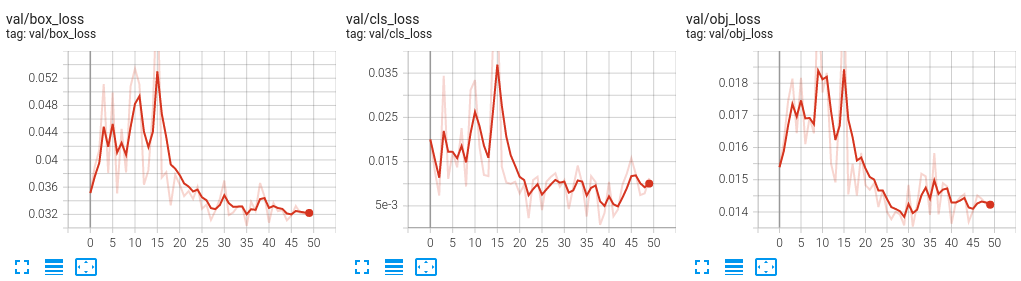 val/box_loss
tag: val/box_loss
0.052
0.048
0.044
0.04
0.036
0.032
0 5 10 15 20 25 30 35 40 45 50
val/cls_loss
tag: val/cls_loss
0.035
0.025
0.015
5e-3
0 5 10 15 20 25 30 35 40 45 50
val/obj_loss
tag: val/obj_loss
0.018
0.017
0.016
0.015
0.014
0 5 10 15 20 25 30 35 40 45 50